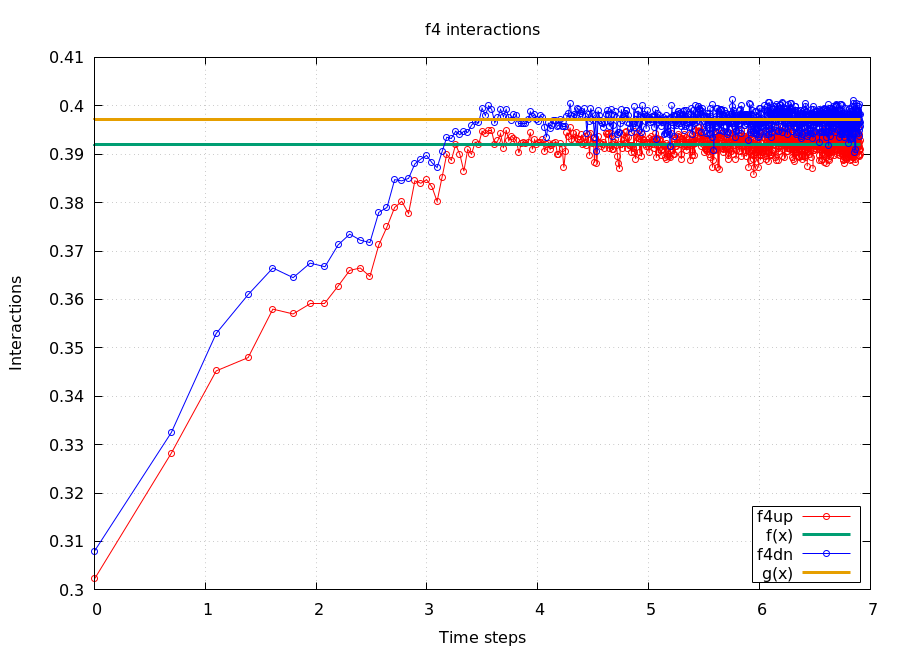 f4 interactions
0.41
0.4
0.39
0.38
0.37
0.36
0.35
0.34
0.33
0.32
0.31
0.3
Interactions
f4up
f(x)
f4dn
g(x)
0 1 2 3 4 5 6 7
Time steps